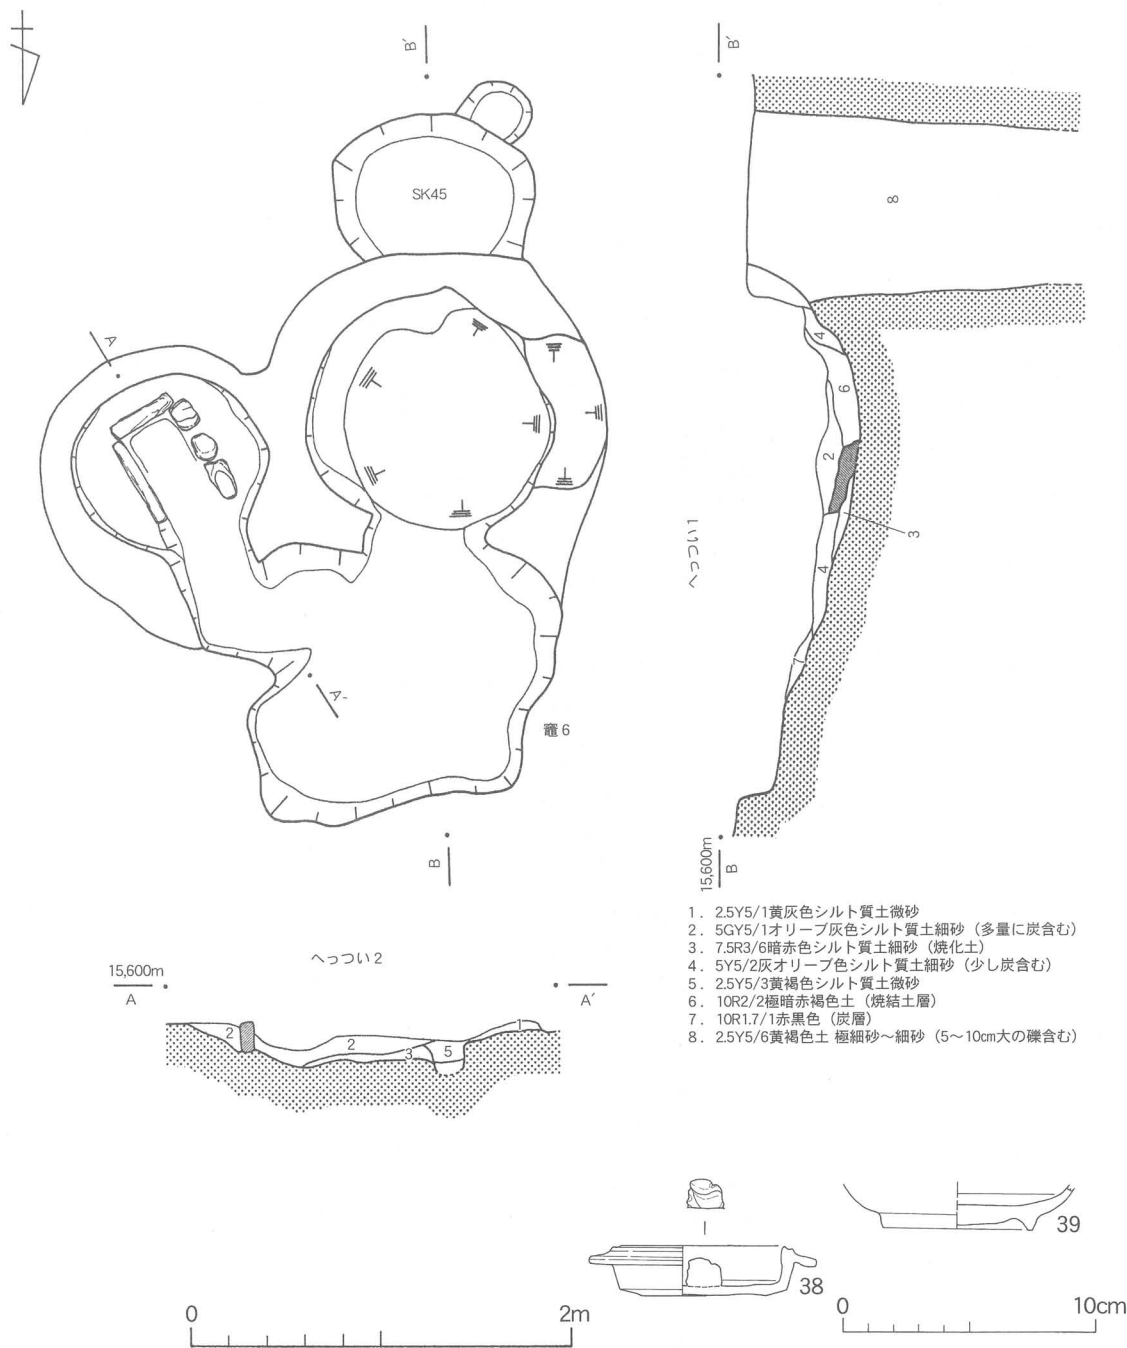 B′
B′
SK45
8
A
4
6
2
へっつい1
3
4
A′
7
竈6
B
15,600m
B
1. 2.5Y5/1黄灰色シルト質土微砂
2. 5GY5/1オリーブ灰色シルト質土細砂（多量に炭含む）
3. 7.5R3/6暗赤色シルト質土細砂（焼化土）
4. 5Y5/2灰オリーブ色シルト質土細砂（少し炭含む）
5. 2.5Y5/3黄褐色シルト質土微砂
6. 10R2/2極暗赤褐色土（焼結土層）
7. 10R1.7/1赤黒色（炭層）
8. 2.5Y5/6黄褐色土 極細砂～細砂（5～10㎝大の礫含む）
へっつい2
15,600m
A
A′
2
2
3
5
1
38
39
0
2m
0
10cm